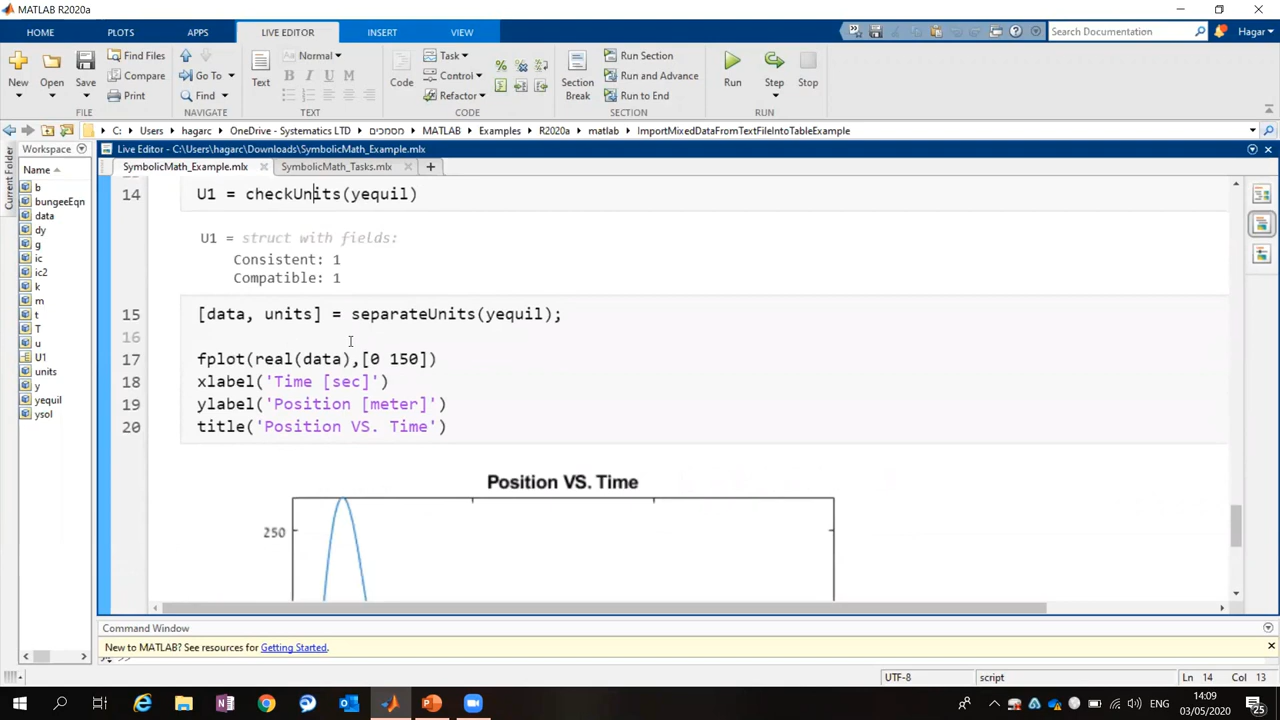 MATLAB R2020a
HOME PLOTS APPS LIVE EDITOR INSERT VIEW Search Documentation Hagar
New Open Save Find Files Compare Print Go To Find Text Normal B I U M Code Task Control Refactor Section Break Run Section Run and Advance Run to End Run Step Stop
FILE NAVIGATE TEXT CODE SECTION RUN
C: Users hagarc OneDrive - Systematics LTD מסמכים MATLAB Examples R2020a matlab ImportMixedDataFromTextFileIntoTableExample
Current Folder
Workspace
Live Editor - C:\Users\hagarc\Downloads\SymbolicMath_Example.mlx
Name
SymbolicMath_Example.mlx SymbolicMath_Tasks.mlx
b
bungeeEqn
data
dy
g
ic
ic2
k
m
t
T
u
U1
units
y
yequil
ysol
14 U1 = checkUnits(yequil)
U1 = struct with fields:
Consistent: 1
Compatible: 1
15 [data, units] = separateUnits(yequil);
16
17 fplot(real(data),[0 150])
18 xlabel('Time [sec]')
19 ylabel('Position [meter]')
20 title('Position VS. Time')
Position VS. Time
250
Command Window
New to MATLAB? See resources for Getting Started.
>>
UTF-8 script Ln 14 Col 13
ENG 14:09
03/05/2020 25